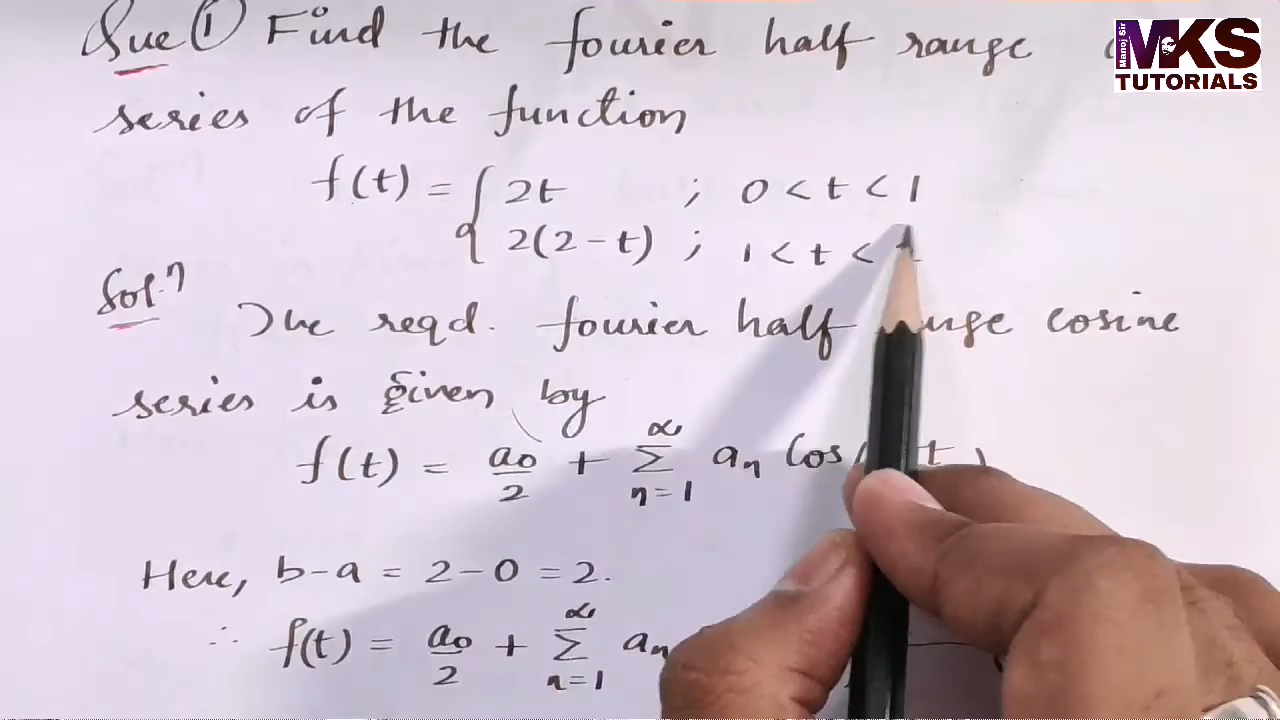 Que ① Find the fourier half range
series of the function
f(t) = { 2t ; 0 < t < 1
2(2-t) ; 1 < t <
Sol.ⁿ
The reqd. fourier half cosine
series is given by
f(t) = a₀/2 + ∞ Σ n=1 aₙ Cos( t )
Here, b-a = 2-0 = 2.
∴ f(t) = a₀/2 + ∞ Σ n=1 aₙ
Manoj Sir
MKS
TUTORIALS